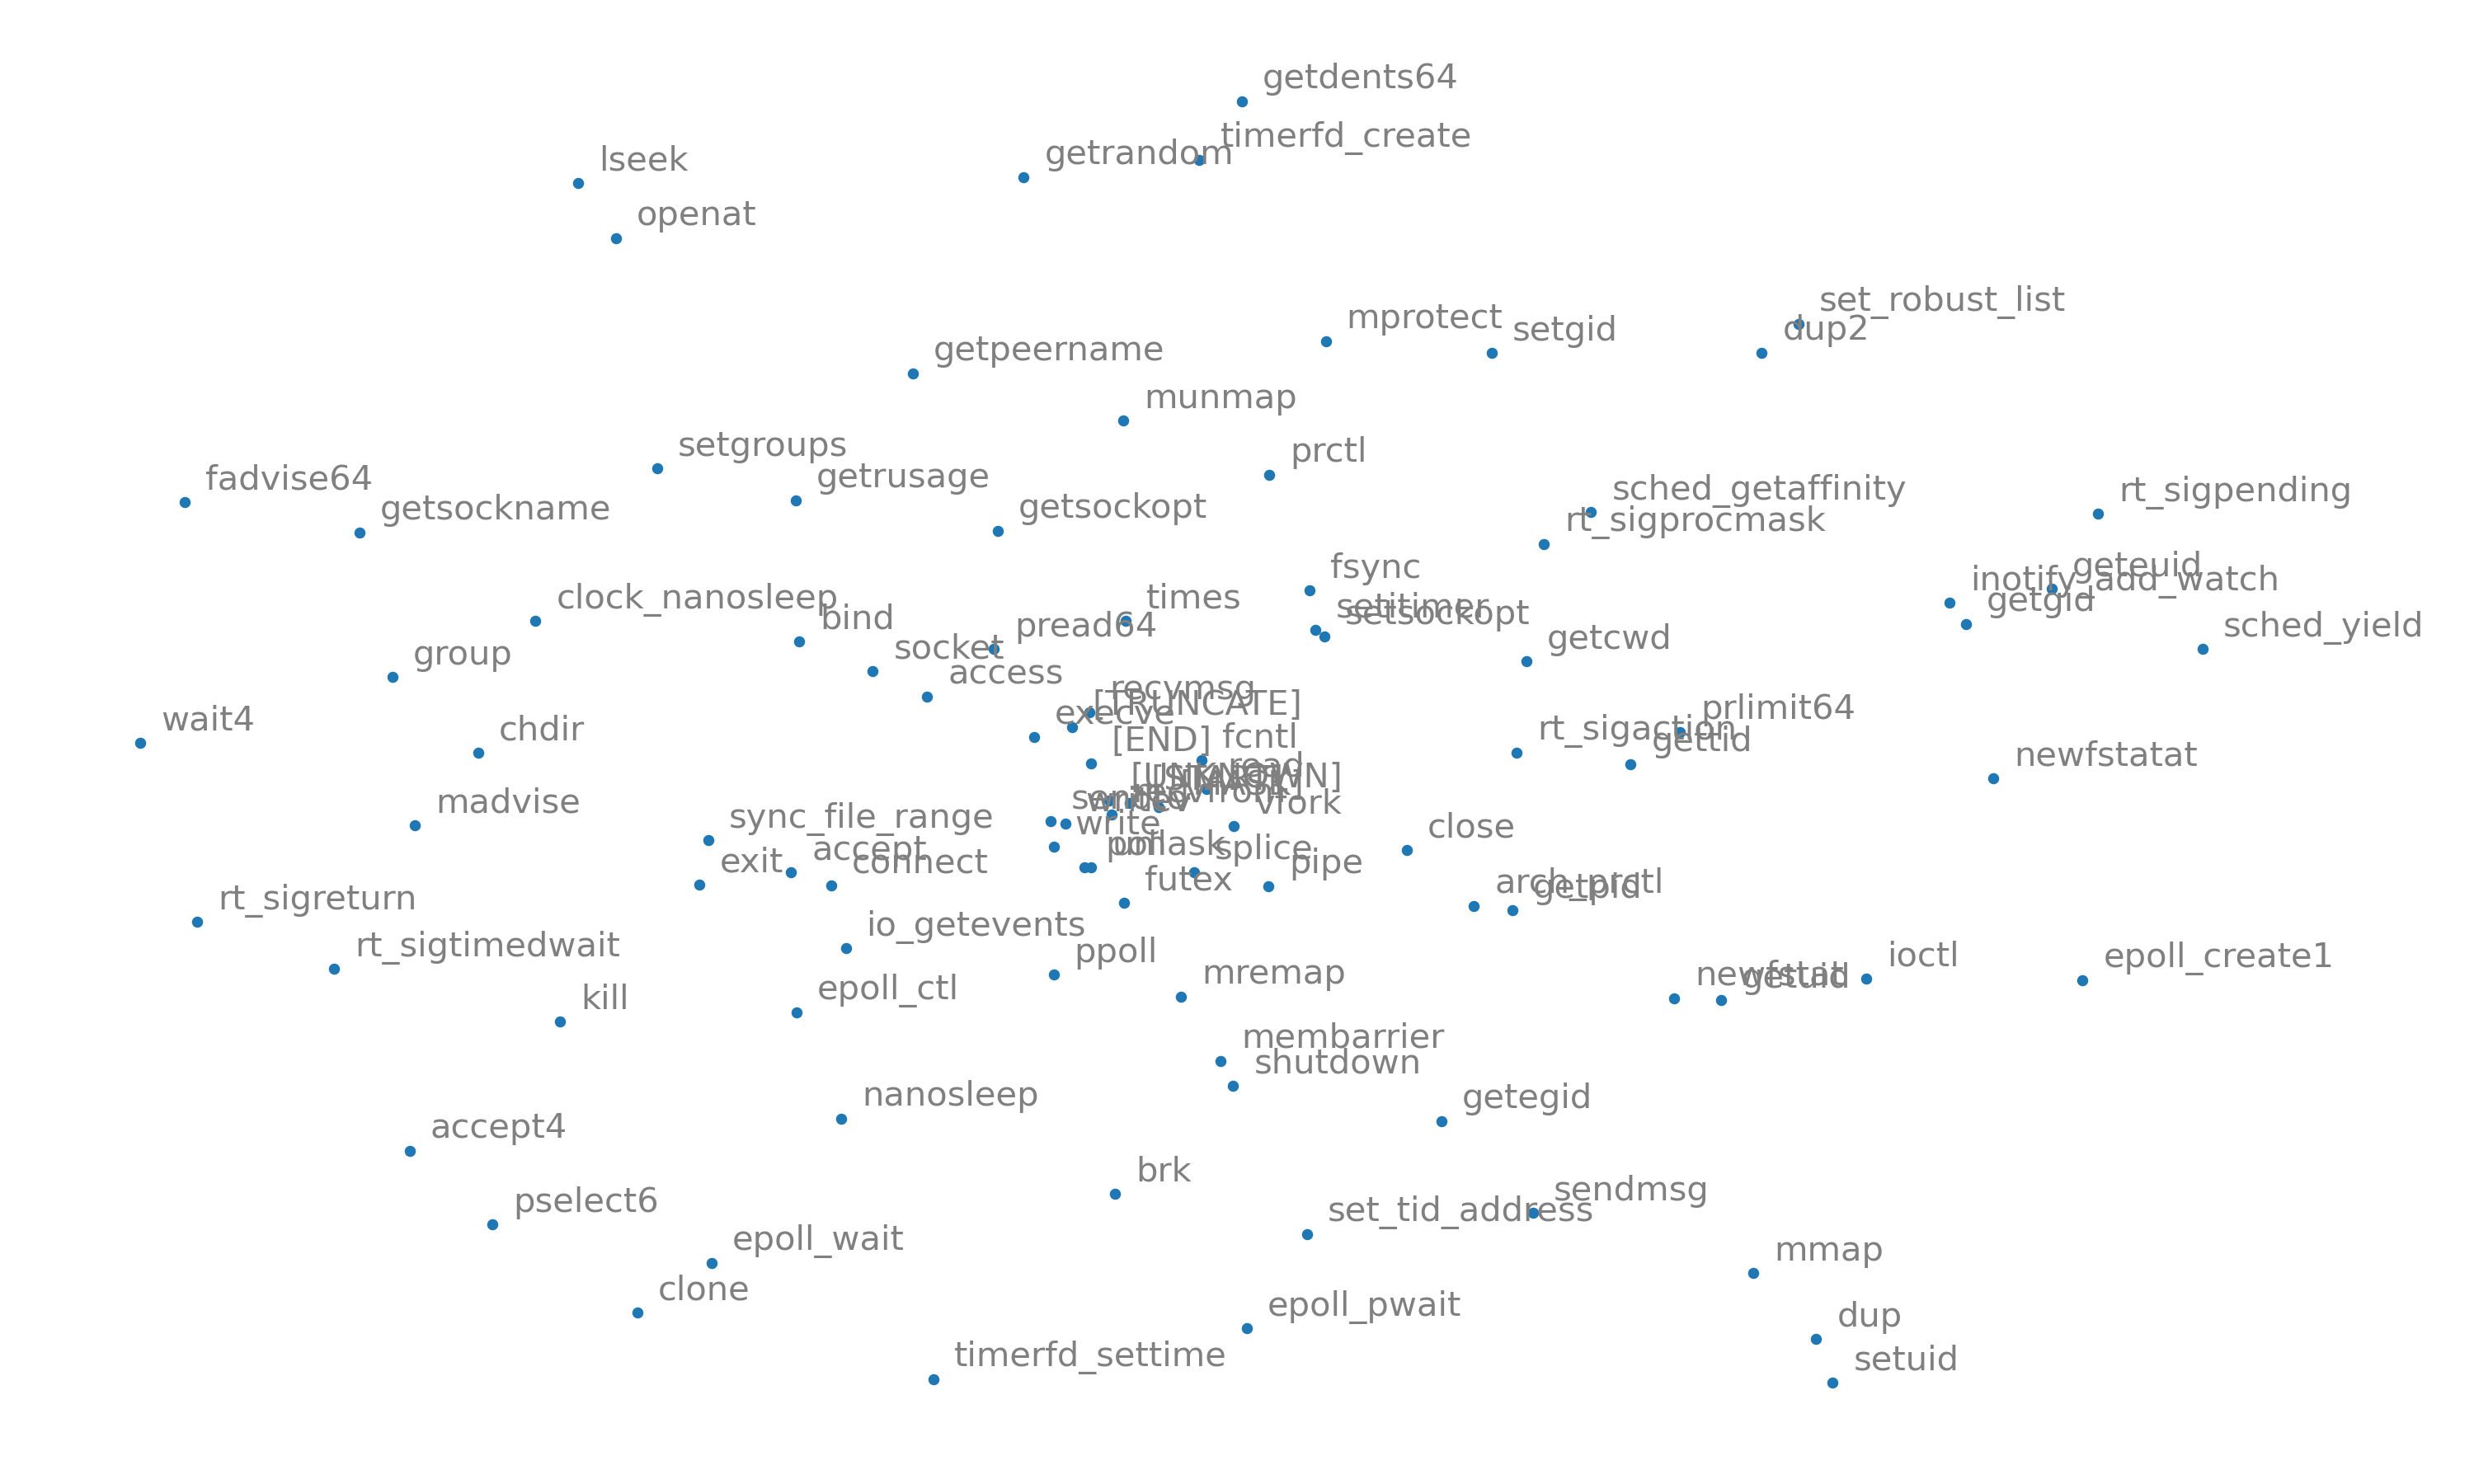 getdents64
timerfd_create
getrandom
lseek
openat
set_robust_list
mprotect
setgid
dup2
getpeername
munmap
setgroups
prctl
fadvise64
getrusage
sched_getaffinity
rt_sigpending
getsockname
getsockopt
rt_sigprocmask
fsync
geteuid
inotify_add_watch
clock_nanosleep
times
setitimer
getgid
bind
setsockopt
pread64
getcwd
sched_yield
socket
group
access
recvmsg
[TRUNCATE]
prlimit64
execve
wait4
chdir
[END]
fcntl
rt_sigaction
gettid
newfstatat
read
[UNKNOWN]
madvise
vfork
sync_file_range
write
close
accept
umask
splice
exit
connect
pipe
futex
arch_prctl
getpid
rt_sigreturn
io_getevents
rt_sigtimedwait
ppoll
ioctl
epoll_create1
mremap
newfstat
getuid
kill
epoll_ctl
membarrier
shutdown
nanosleep
getegid
accept4
brk
sendmsg
pselect6
set_tid_address
epoll_wait
mmap
clone
epoll_pwait
dup
timerfd_settime
setuid